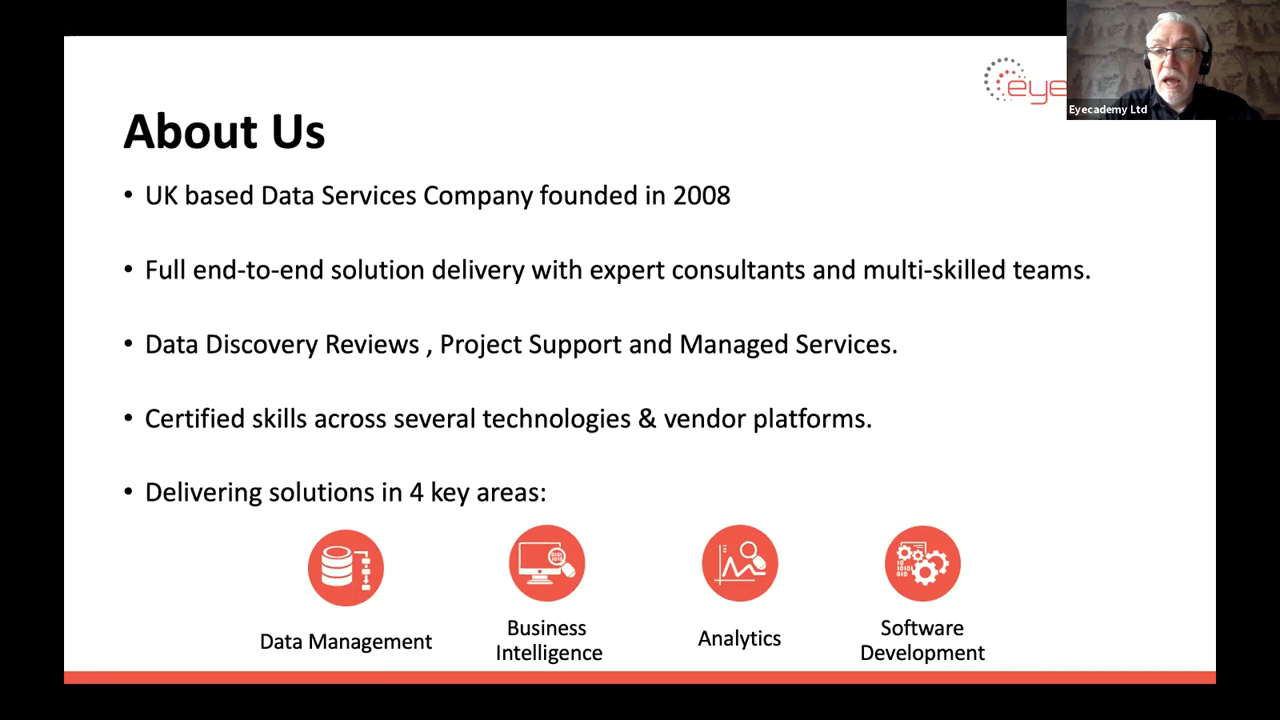 eye
Eyecademy Ltd
About Us
• UK based Data Services Company founded in 2008
• Full end-to-end solution delivery with expert consultants and multi-skilled teams.
• Data Discovery Reviews , Project Support and Managed Services.
• Certified skills across several technologies & vendor platforms.
• Delivering solutions in 4 key areas:
Data Management
Business
Intelligence
Analytics
Software
Development